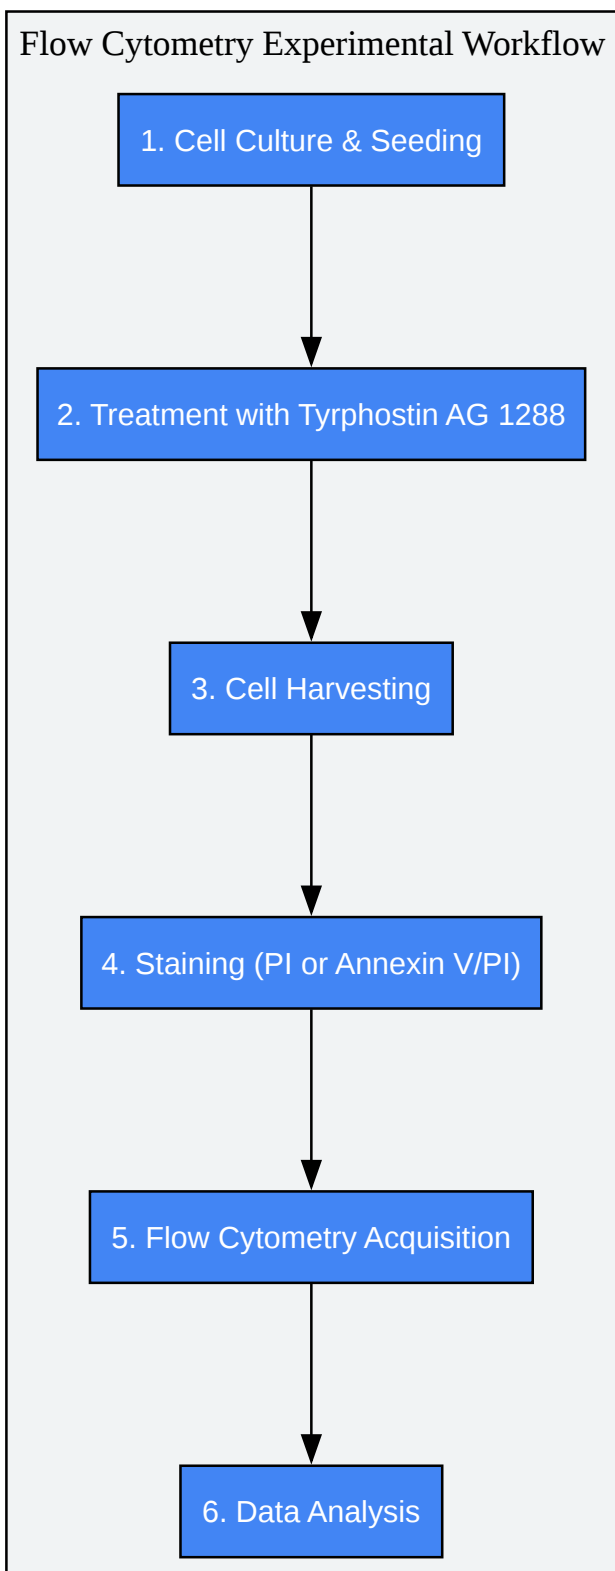 Flow Cytometry Experimental Workflow
1. Cell Culture & Seeding
2. Treatment with Tyrphostin AG 1288
3. Cell Harvesting
4. Staining (PI or Annexin V/PI)
5. Flow Cytometry Acquisition
6. Data Analysis